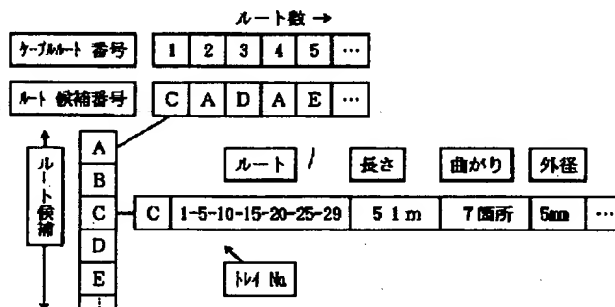 ルート数 →
ケーブルルート 番号 1 2 3 4 5 …
ルート 候補番号 C A D A E …
ルート候補
A
B
C
D
E
ルート 長さ 曲がり 外径
C 1-5-10-15-20-25-29 51m 7箇所 5mm …
トレイ No.